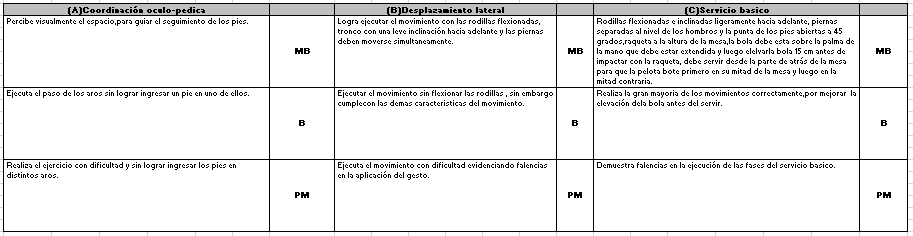 (A)Coordinación oculo-pedica
(B)Desplazamiento lateral
(C)Servicio basico
Percibe visualmente el espacio,para guiar el seguimiento de los pies.
MB
Logra ejecutar el movimiento con las rodillas flexionadas,
tronco con una leve inclinación hacia adelante y las piernas
deben moverse simultaneamente.
MB
Rodillas flexionadas e inclinadas ligeramente hacia adelante, piernas
separadas al nivel de los hombros y la punta de los pies abiertas a 45
grados,raqueta a la altura de la mesa,la bola debe esta sobre la palma de
la mano que debe estar extendida y luego elelvarla bola 15 cm antes de
impactar con la raqueta, debe servir desde la parte de atrás de la mesa
para que la pelota bote primero en su mitad de la mesa y luego en la
mitad contraria.
MB
Ejecuta el paso de los aros sin lograr ingresar un pie en uno de ellos.
B
Ejecutar el movimiento sin flexionar las rodillas , sin embargo
cumplecon las demas caracteristicas del movimiento.
B
Realiza la gran mayoria de los movimientos correctamente,por mejorar la
elevación dela bola antes del servir.
B
Realiza el ejercicio con dificultad y sin lograr ingresar los pies en
distintos aros.
PM
Ejecuta el movimiento con dificultad evidenciando falencias
en la aplicación del gesto.
PM
Demuestra falencias en la ejecución de las fases del servicio basico.
PM